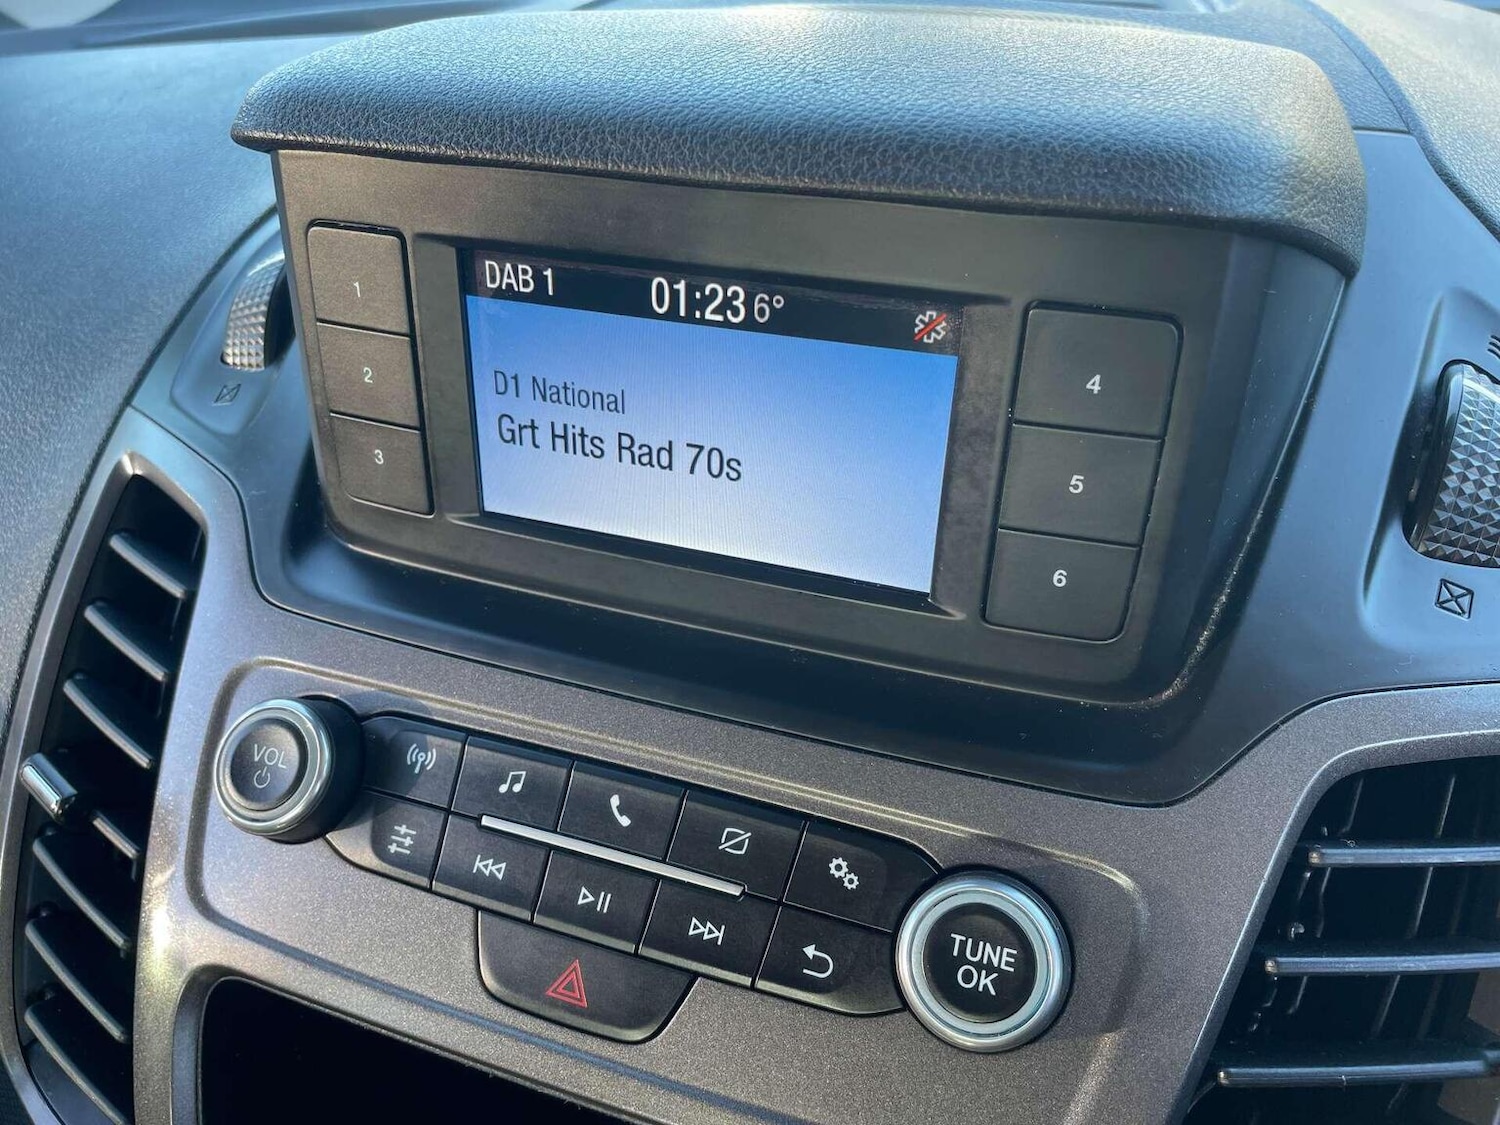 DAB 1
01:23 6°
D1 National
Grt Hits Rad 70s
1
2
3
4
5
6
VOL
TUNE
OK